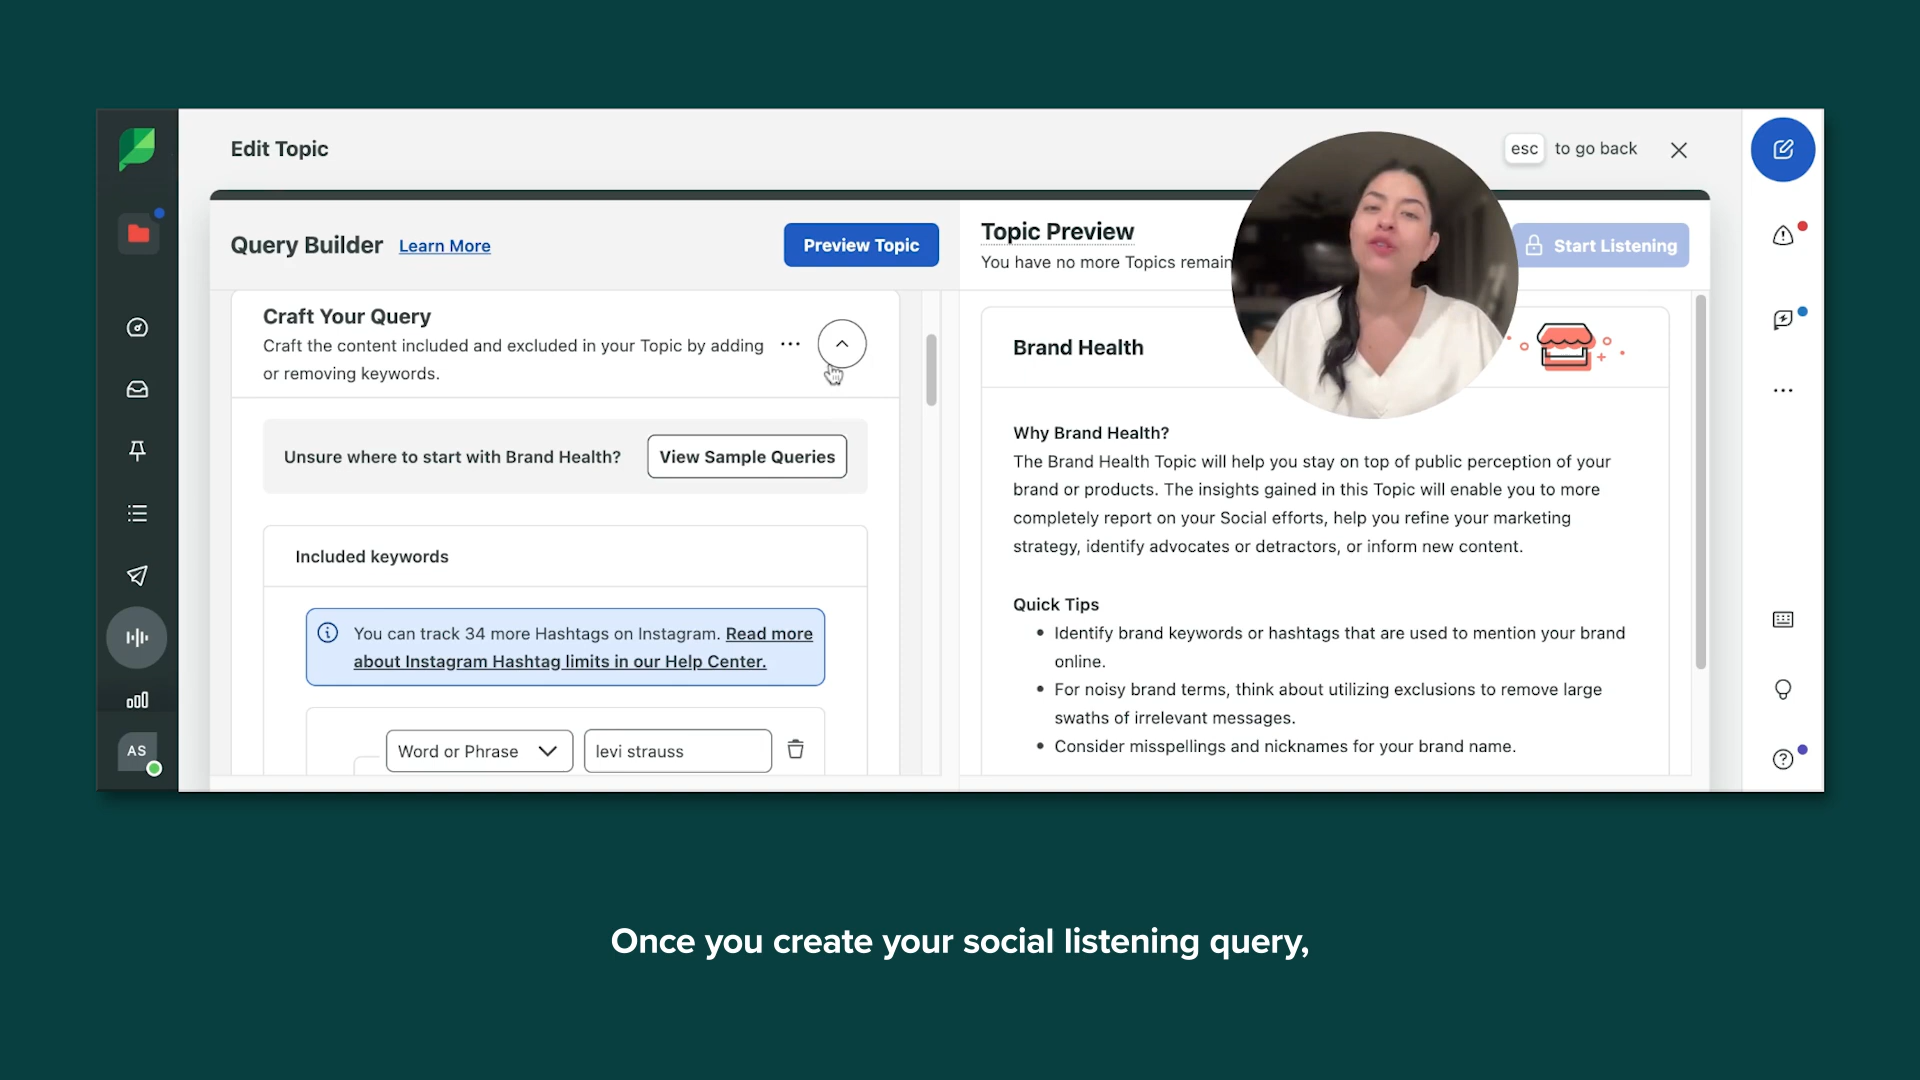 Edit Topic
esc to go back
Query Builder Learn More
Preview Topic
Topic Preview
You have no more Topics remain
Start Listening
Craft Your Query
Craft the content included and excluded in your Topic by adding
or removing keywords.
Unsure where to start with Brand Health?
View Sample Queries
Included keywords
You can track 34 more Hashtags on Instagram. Read more
about Instagram Hashtag limits in our Help Center.
Word or Phrase
levi strauss
Brand Health
Why Brand Health?
The Brand Health Topic will help you stay on top of public perception of your
brand or products. The insights gained in this Topic will enable you to more
completely report on your Social efforts, help you refine your marketing
strategy, identify advocates or detractors, or inform new content.
Quick Tips
• Identify brand keywords or hashtags that are used to mention your brand
online.
• For noisy brand terms, think about utilizing exclusions to remove large
swaths of irrelevant messages.
• Consider misspellings and nicknames for your brand name.
AS
Once you create your social listening query,